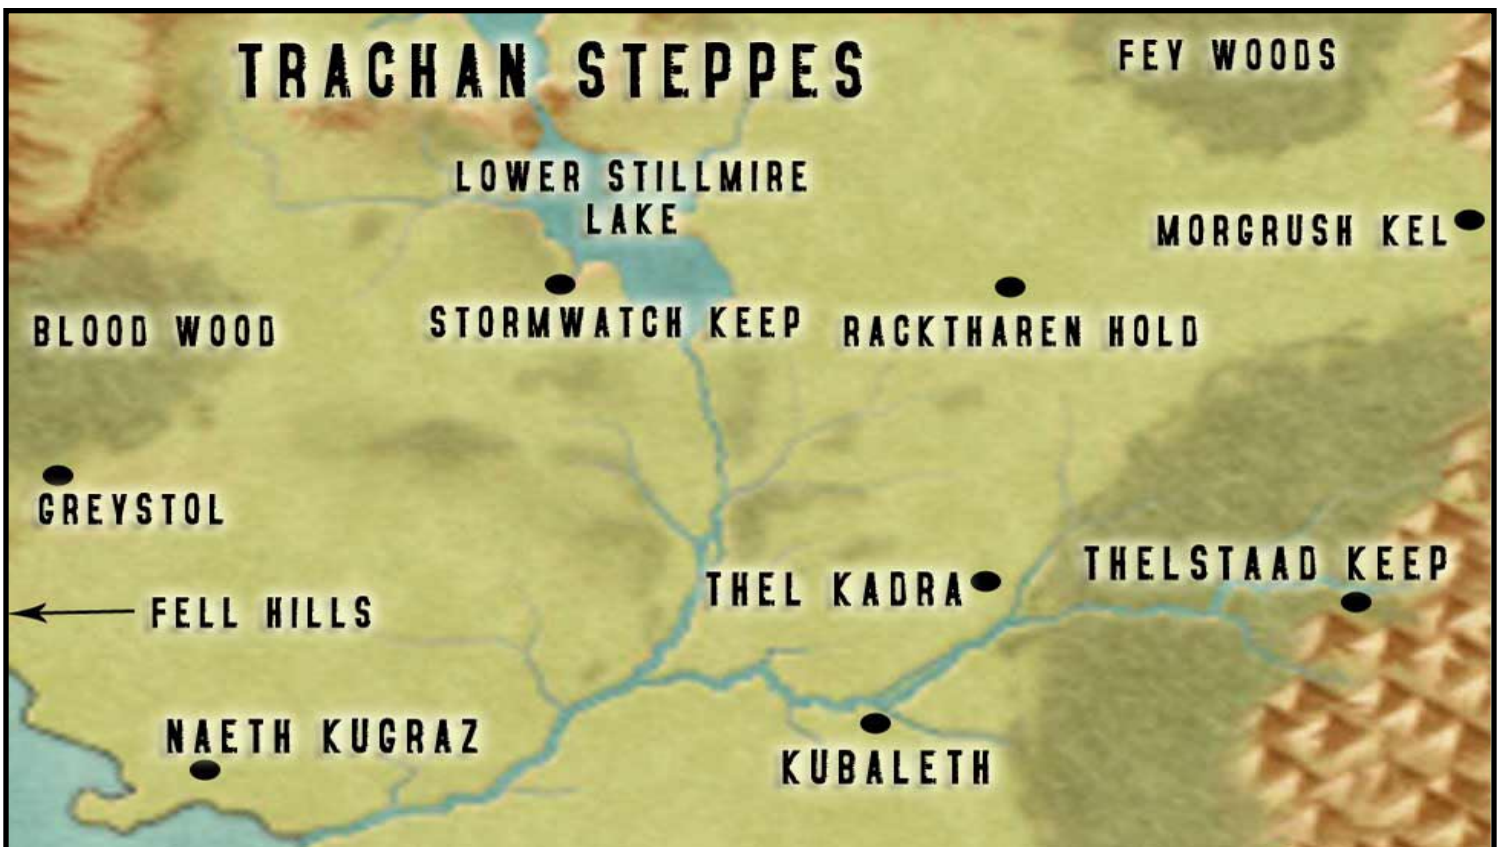 TRACHAN STEPPES
FEY WOODS
LOWER STILLMIRE
LAKE
MORGRUSH KEL
BLOOD WOOD
STORMWATCH KEEP
RACKTHAREN HOLD
GREYSTOL
THELSTAAD KEEP
THEL KADRA
FELL HILLS
NAETH KUGRAZ
KUBALETH